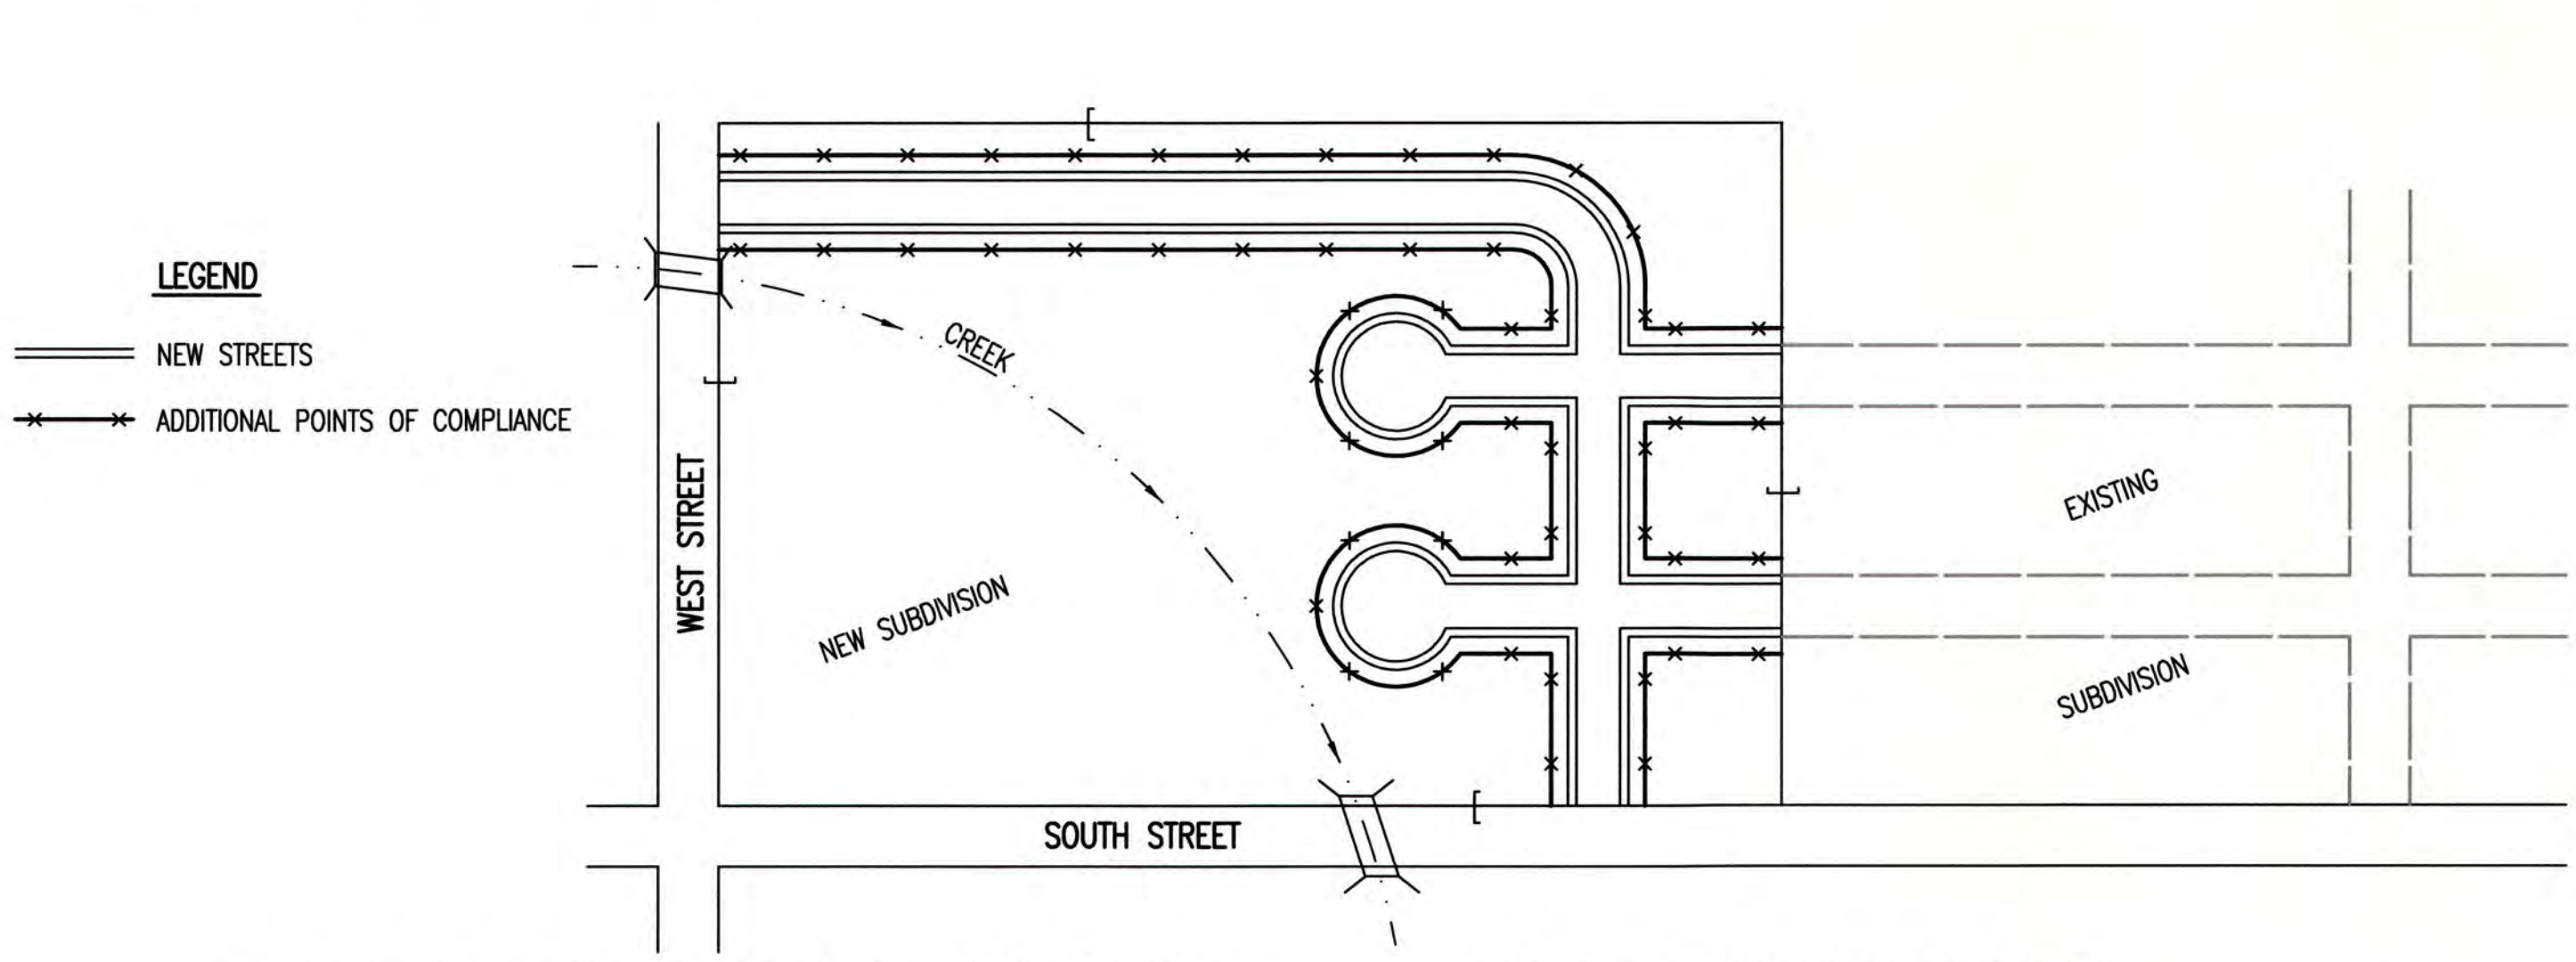 LEGEND
NEW STREETS
ADDITIONAL POINTS OF COMPLIANCE
WEST STREET
CREEK
NEW SUBDIVISION
SOUTH STREET
EXISTING
SUBDIVISION